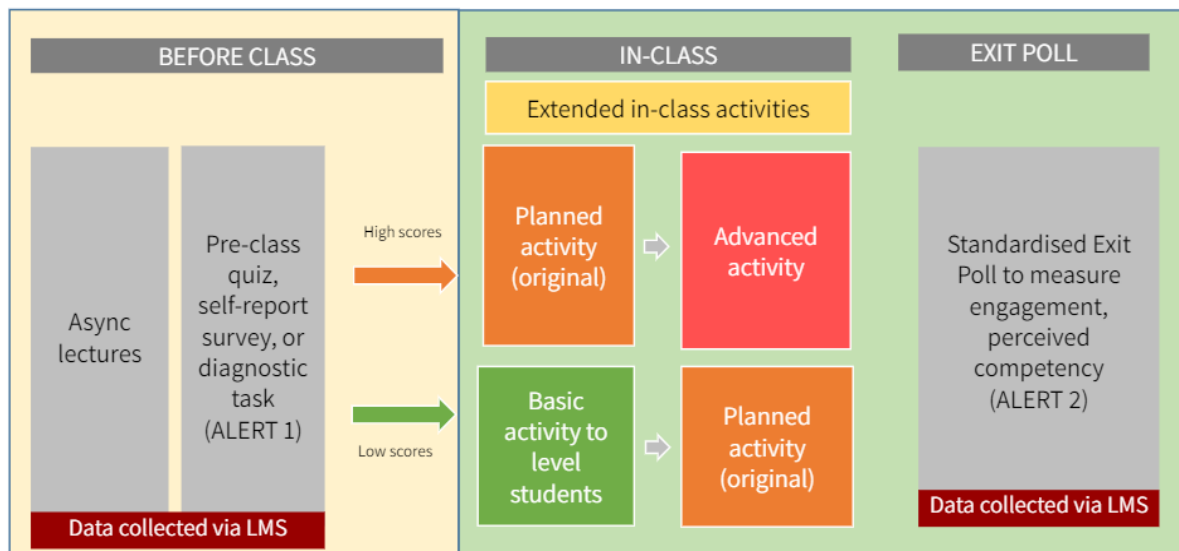 BEFORE CLASS
Async
lectures
Pre-class
quiz,
self-report
survey, or
diagnostic
task
(ALERT 1)
Data collected via LMS
High scores
Low scores
IN-CLASS
Extended in-class activities
Planned
activity
(original)
Advanced
activity
Basic
activity to
level
students
Planned
activity
(original)
EXIT POLL
Standardised Exit
Poll to measure
engagement,
perceived
competency
(ALERT 2)
Data collected via LMS